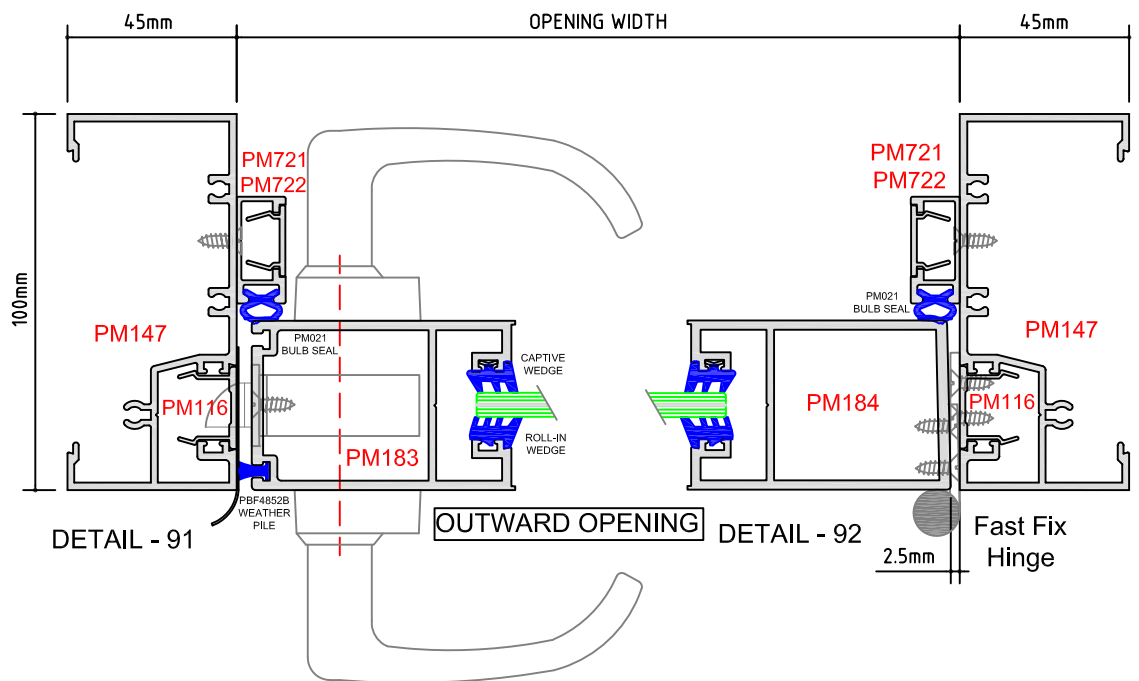 45mm
OPENING WIDTH
45mm
100mm
PM721
PM722
PM721
PM722
PM147
PM021
BULB SEAL
PM021
BULB SEAL
PM147
CAPTIVE
WEDGE
PM116
PM184
PM116
ROLL-IN
WEDGE
PM183
PBF4852B
WEATHER
PILE
DETAIL - 91
OUTWARD OPENING
DETAIL - 92
2.5mm
Fast Fix
Hinge